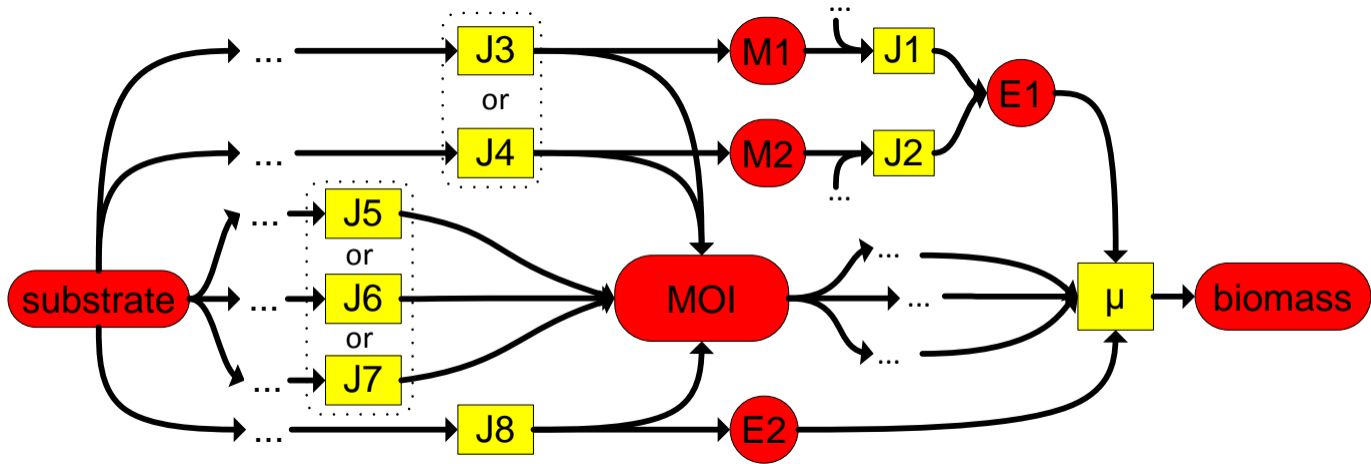 ...
... J3 M1 J1
or E1
... J4 M2 J2
...
... J5
or ...
substrate ... J6 MOI ... µ biomass
or ...
... J7
... J8 E2